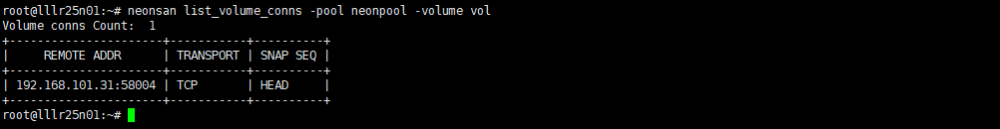 root@lllr25n01:~# neonsan list_volume_conns -pool neonpool -volume vol
Volume conns Count:  1
+----------------------+-----------+----------+
|     REMOTE ADDR      | TRANSPORT | SNAP SEQ |
+----------------------+-----------+----------+
| 192.168.101.31:58004 | TCP       | HEAD     |
+----------------------+-----------+----------+
root@lllr25n01:~#